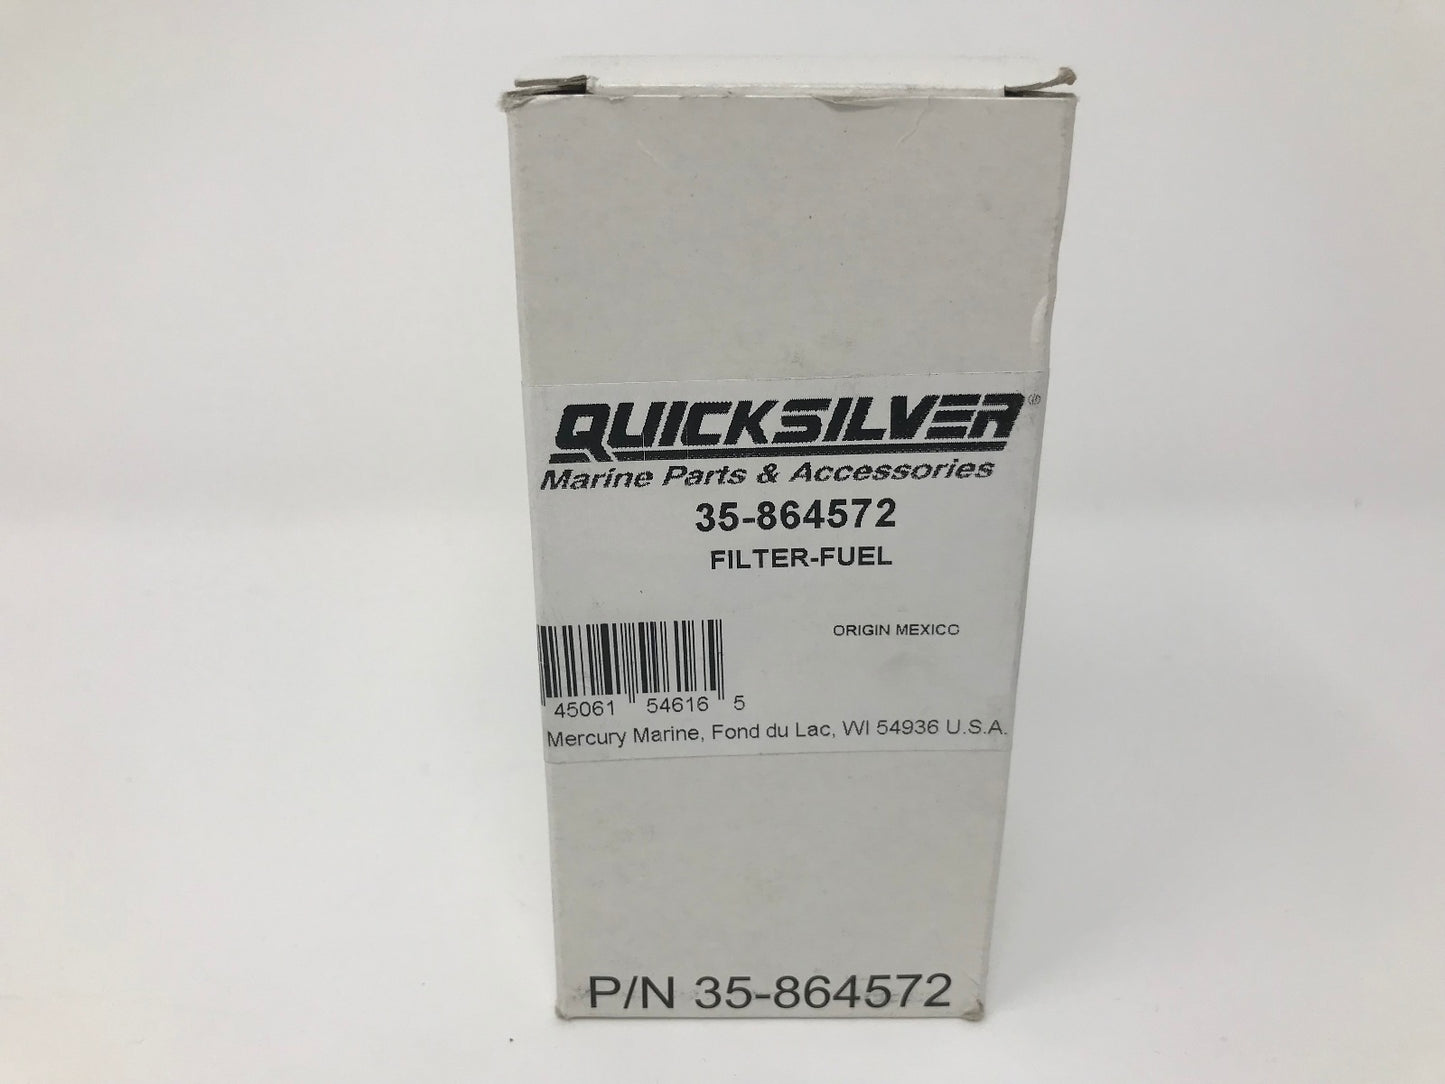 QUICKSILVER®
Marine Parts & Accessories
35-864572
FILTER-FUEL
ORIGIN MEXICO
45061 54616 5
Mercury Marine, Fond du Lac, WI 54936 U.S.A.
P/N 35-864572